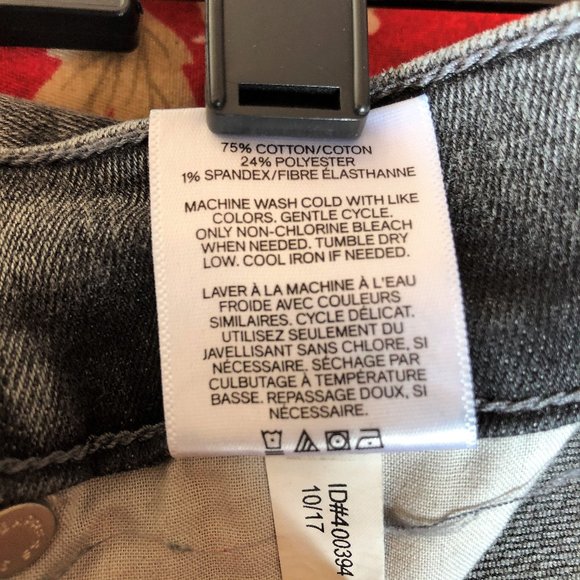 75% COTTON/COTON
24% POLYESTER
1% SPANDEX/FIBRE ÉLASTHANNE
MACHINE WASH COLD WITH LIKE
COLORS. GENTLE CYCLE.
ONLY NON-CHLORINE BLEACH
WHEN NEEDED. TUMBLE DRY
LOW. COOL IRON IF NEEDED.
LAVER À LA MACHINE À L'EAU
FROIDE AVEC COULEURS
SIMILAIRES. CYCLE DÉLICAT.
UTILISEZ SEULEMENT DU
JAVELLISANT SANS CHLORE, SI
NÉCESSAIRE. SÉCHAGE PAR
CULBUTAGE À TEMPÉRATURE
BASSE. REPASSAGE DOUX, SI
NÉCESSAIRE.
ID#400394
10/17